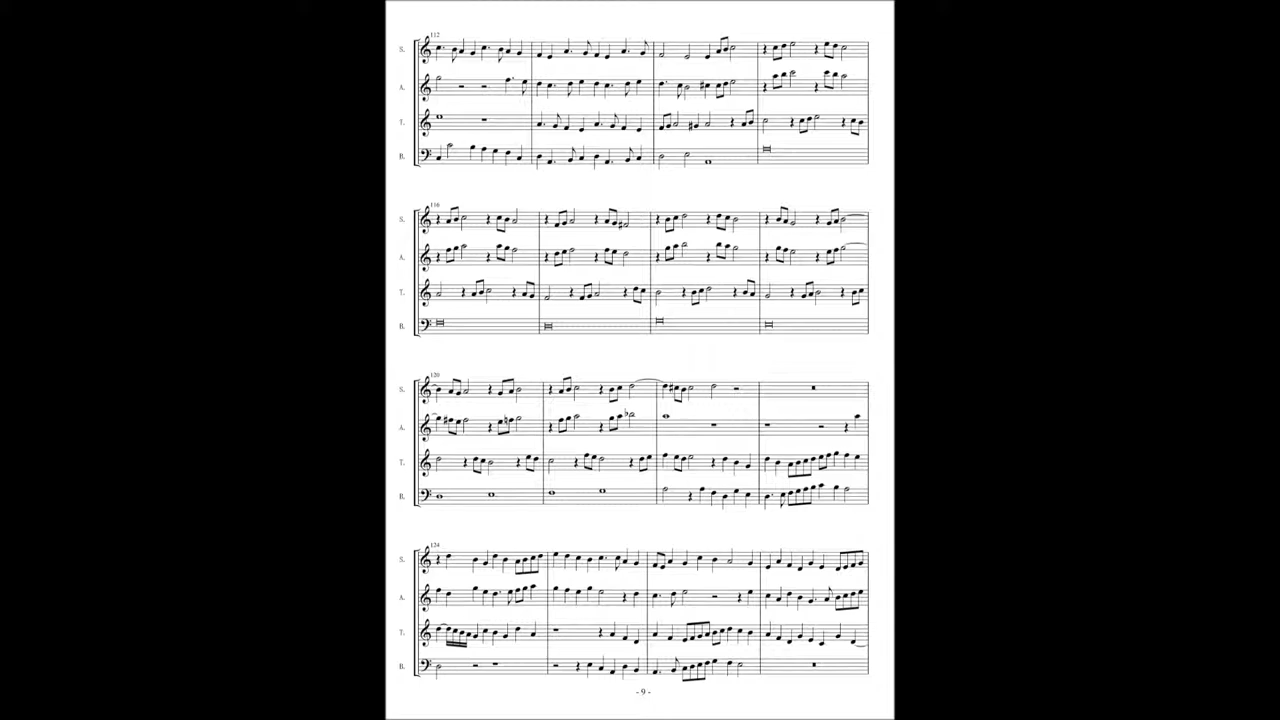 112
S.
A.
T.
B.
116
S.
A.
T.
B.
120
S.
A.
T.
B.
124
S.
A.
T.
B.
- 9 -